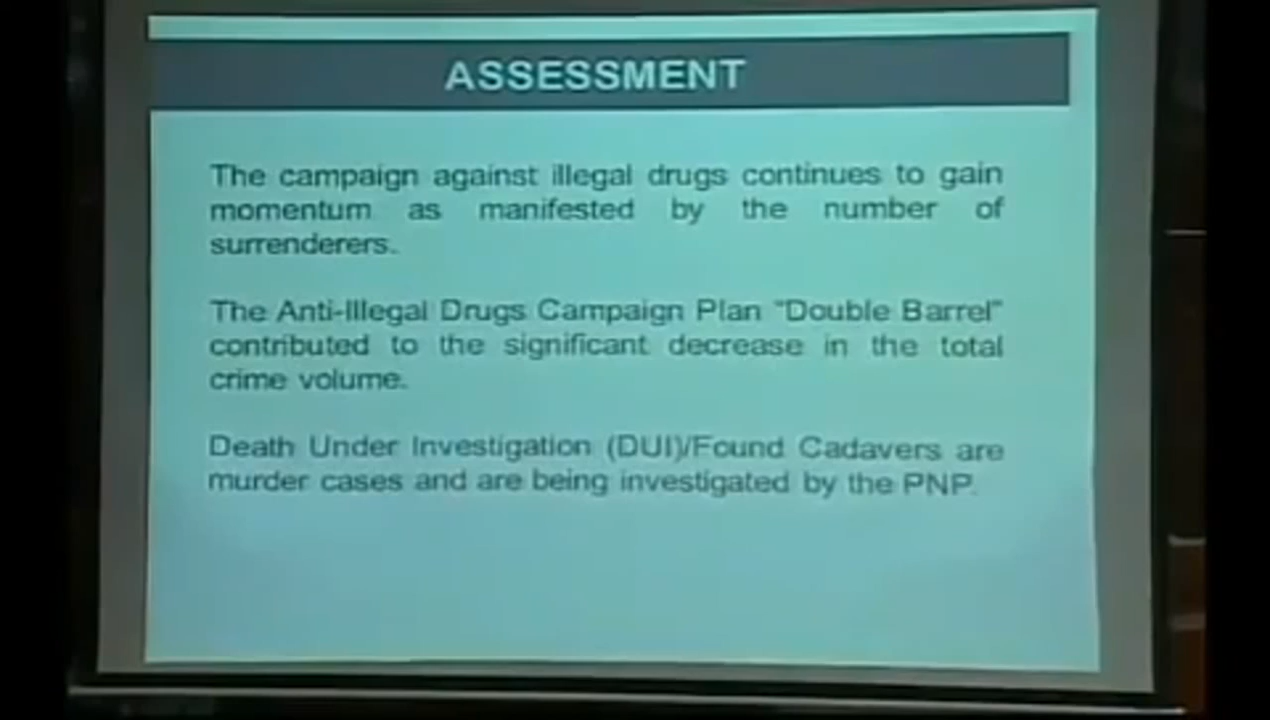 ASSESSMENT
The campaign against illegal drugs continues to gain
momentum as manifested by the number of
surrenderers.
The Anti-Illegal Drugs Campaign Plan "Double Barrel"
contributed to the significant decrease in the total
crime volume.
Death Under Investigation (DUI)/Found Cadavers are
murder cases and are being investigated by the PNP.